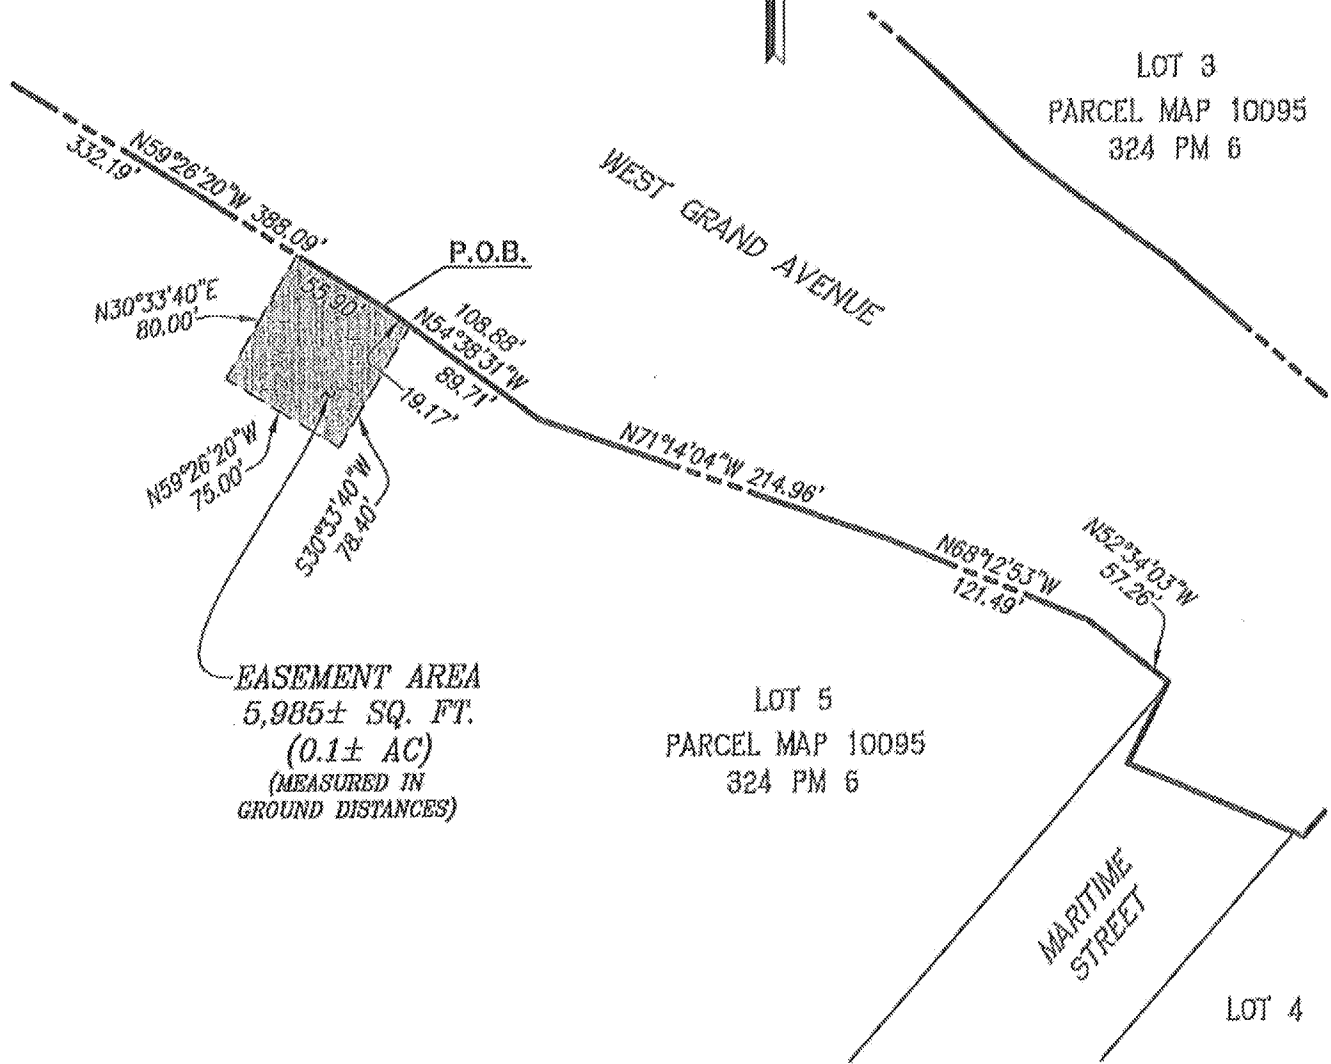 LOT 3
PARCEL MAP 10095
324 PM 6
N59°26'20"W 388.09'
332.19'
WEST GRAND AVENUE
P.O.B.
N30°33'40"E
80.00'
55.90'
108.88'
N54°38'31"W
89.71'
19.17'
N59°26'20"W
75.00'
S30°33'40"W
78.40'
N71°14'04"W 214.96'
N68°12'53"W
121.49'
N52°34'03"W
57.26'
EASEMENT AREA
5,985± SQ. FT.
(0.1± AC)
(MEASURED IN
GROUND DISTANCES)
LOT 5
PARCEL MAP 10095
324 PM 6
MARITIME
STREET
LOT 4